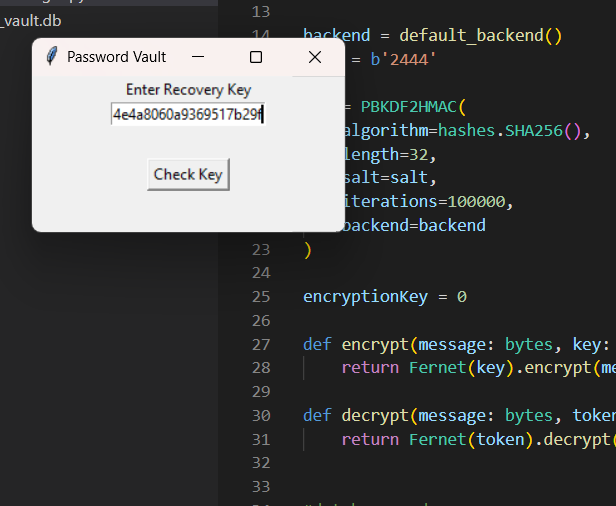 _vault.db
Password Vault
Enter Recovery Key
4e4a8060a9369517b29f
Check Key
13
14 backend = default_backend()
= b'2444'
= PBKDF2HMAC(
algorithm=hashes.SHA256(),
length=32,
salt=salt,
iterations=100000,
backend=backend
23 )
24
25 encryptionKey = 0
26
27 def encrypt(message: bytes, key:
28 return Fernet(key).encrypt(me
29
30 def decrypt(message: bytes, token
31 return Fernet(token).decrypt(
32
33